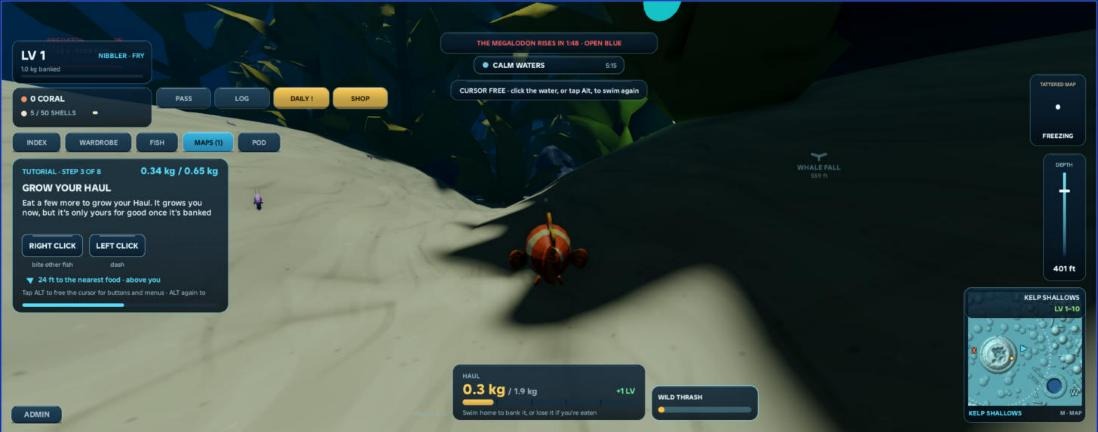 LV 1
NIBBLER · FRY
1.0 kg banked
0 CORAL
5 / 50 SHELLS
PASS
LOG
DAILY !
SHOP
INDEX
WARDROBE
FISH
MAPS (1)
POD
TUTORIAL · STEP 3 OF 8
0.34 kg / 0.65 kg
GROW YOUR HAUL
Eat a few more to grow your Haul. It grows you
now, but it's only yours for good once it's banked
RIGHT CLICK
LEFT CLICK
bite other fish
dash
24 ft to the nearest food · above you
Tap ALT to free the cursor for buttons and menus · ALT again to
ADMIN
THE MEGALODON RISES IN 1:48 · OPEN BLUE
CALM WATERS
5:15
CURSOR FREE · click the water, or tap Alt, to swim again
WHALE FALL
559 ft
HAUL
0.3 kg / 1.9 kg
+1 LV
Swim home to bank it, or lose it if you're eaten
WILD THRASH
TATTERED MAP
FREEZING
DEPTH
401 ft
KELP SHALLOWS
LV 1-10
KELP SHALLOWS
M · MAP